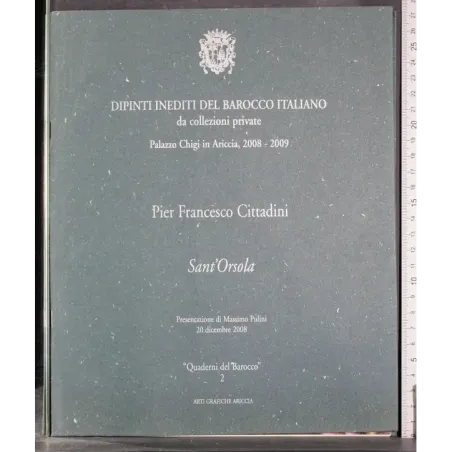 DIPINTI INEDITI DEL BAROCCO ITALIANO
da collezioni private
Palazzo Chigi in Ariccia, 2008 - 2009
Pier Francesco Cittadini
Sant'Orsola
Presentazione di Massimo Pulini
20 dicembre 2008
"Quaderni del Barocco"
2
ARTI GRAFICHE ARICCIA